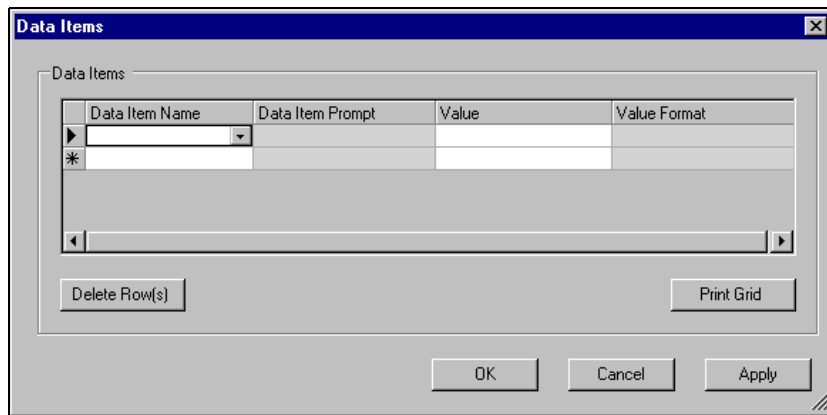 Data Items
Data Items
Data Item Name Data Item Prompt Value Value Format
Delete Row(s) Print Grid
OK Cancel Apply